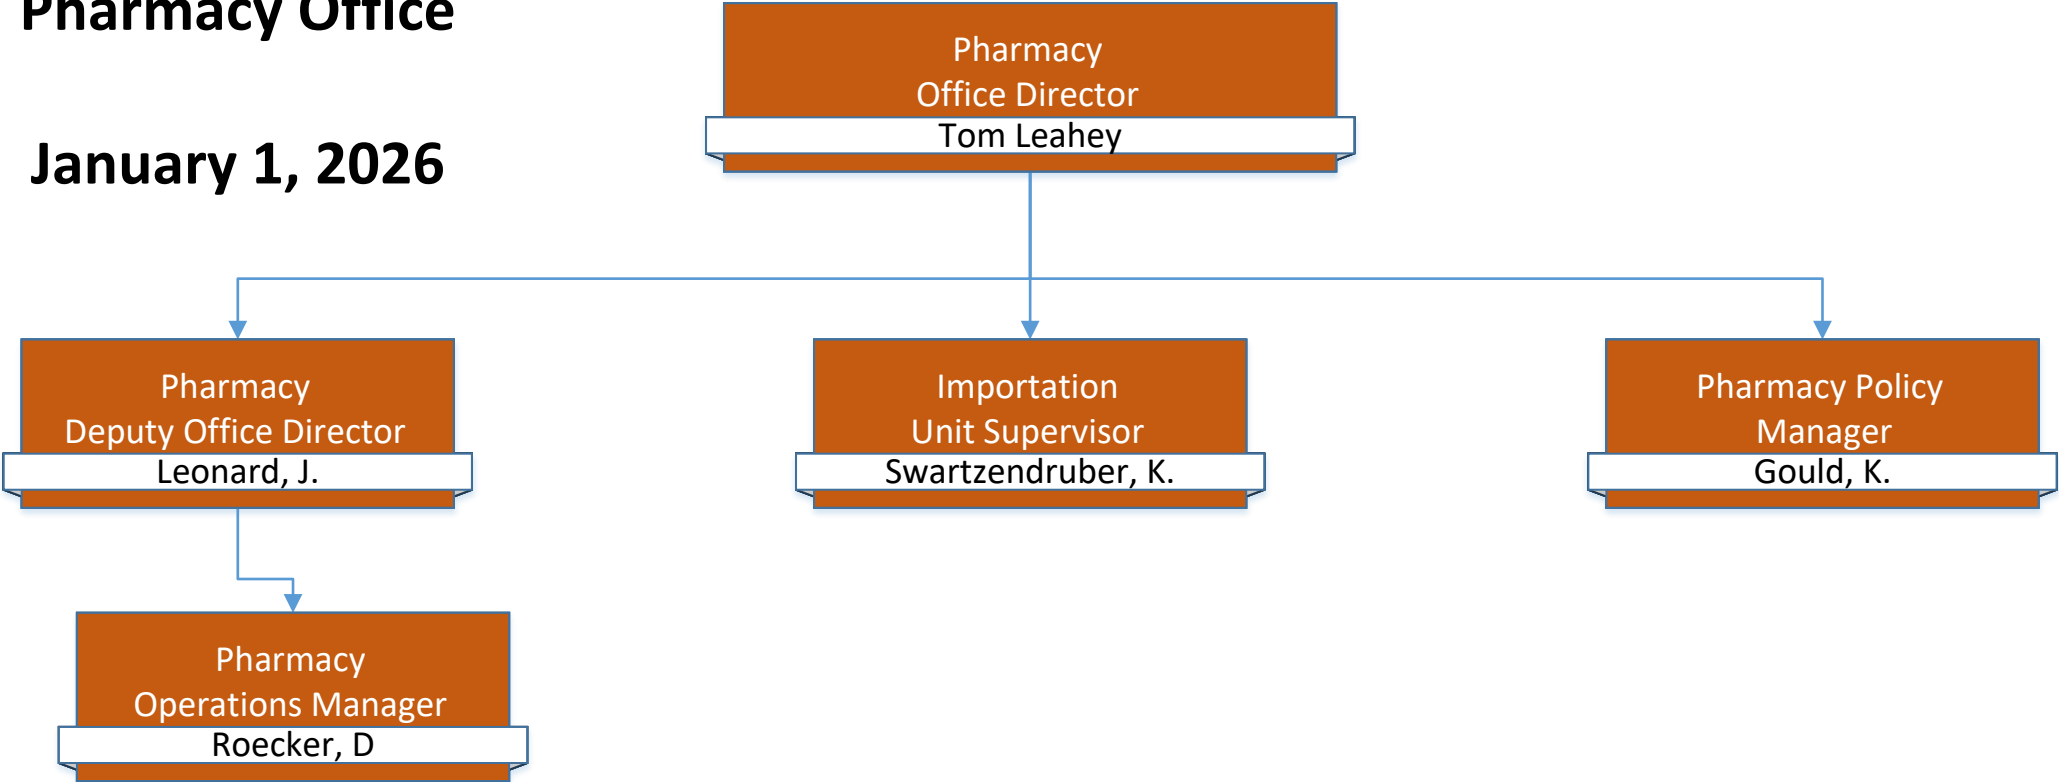 Pharmacy Office
January 1, 2026
Pharmacy
Office Director
Tom Leahey
Pharmacy
Deputy Office Director
Leonard, J.
Importation
Unit Supervisor
Swartzendruber, K.
Pharmacy Policy
Manager
Gould, K.
Pharmacy
Operations Manager
Roecker, D